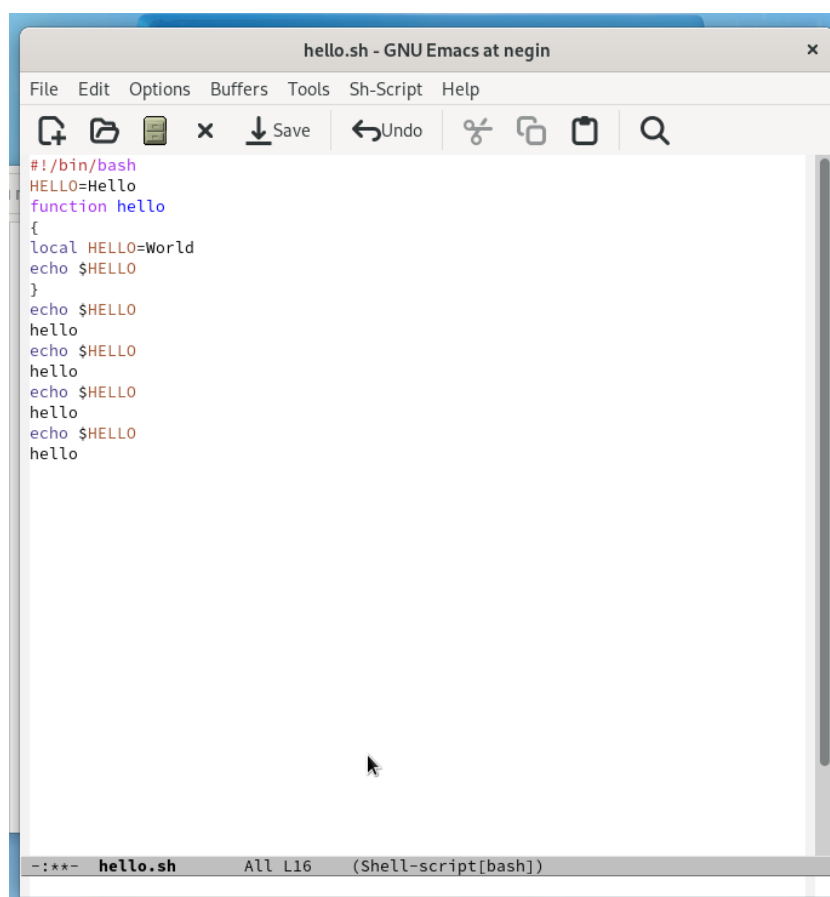 hello.sh - GNU Emacs at negin
File Edit Options Buffers Tools Sh-Script Help
Save Undo
#!/bin/bash
HELLO=Hello
function hello
{
local HELLO=World
echo $HELLO
}
echo $HELLO
hello
echo $HELLO
hello
echo $HELLO
hello
echo $HELLO
hello
-:**- hello.sh All L16 (Shell-script[bash])